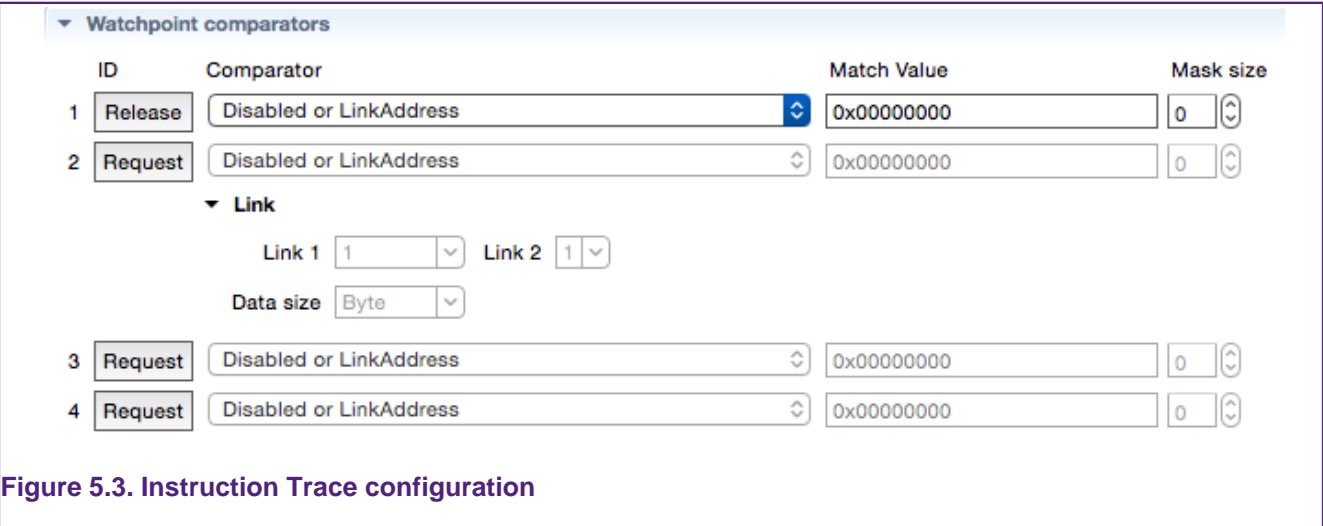 Watchpoint comparators
ID Comparator Match Value Mask size
1 Release Disabled or LinkAddress 0x00000000 0
2 Request Disabled or LinkAddress 0x00000000 0
Link
Link 1 1 Link 2 1
Data size Byte
3 Request Disabled or LinkAddress 0x00000000 0
4 Request Disabled or LinkAddress 0x00000000 0
Figure 5.3. Instruction Trace configuration